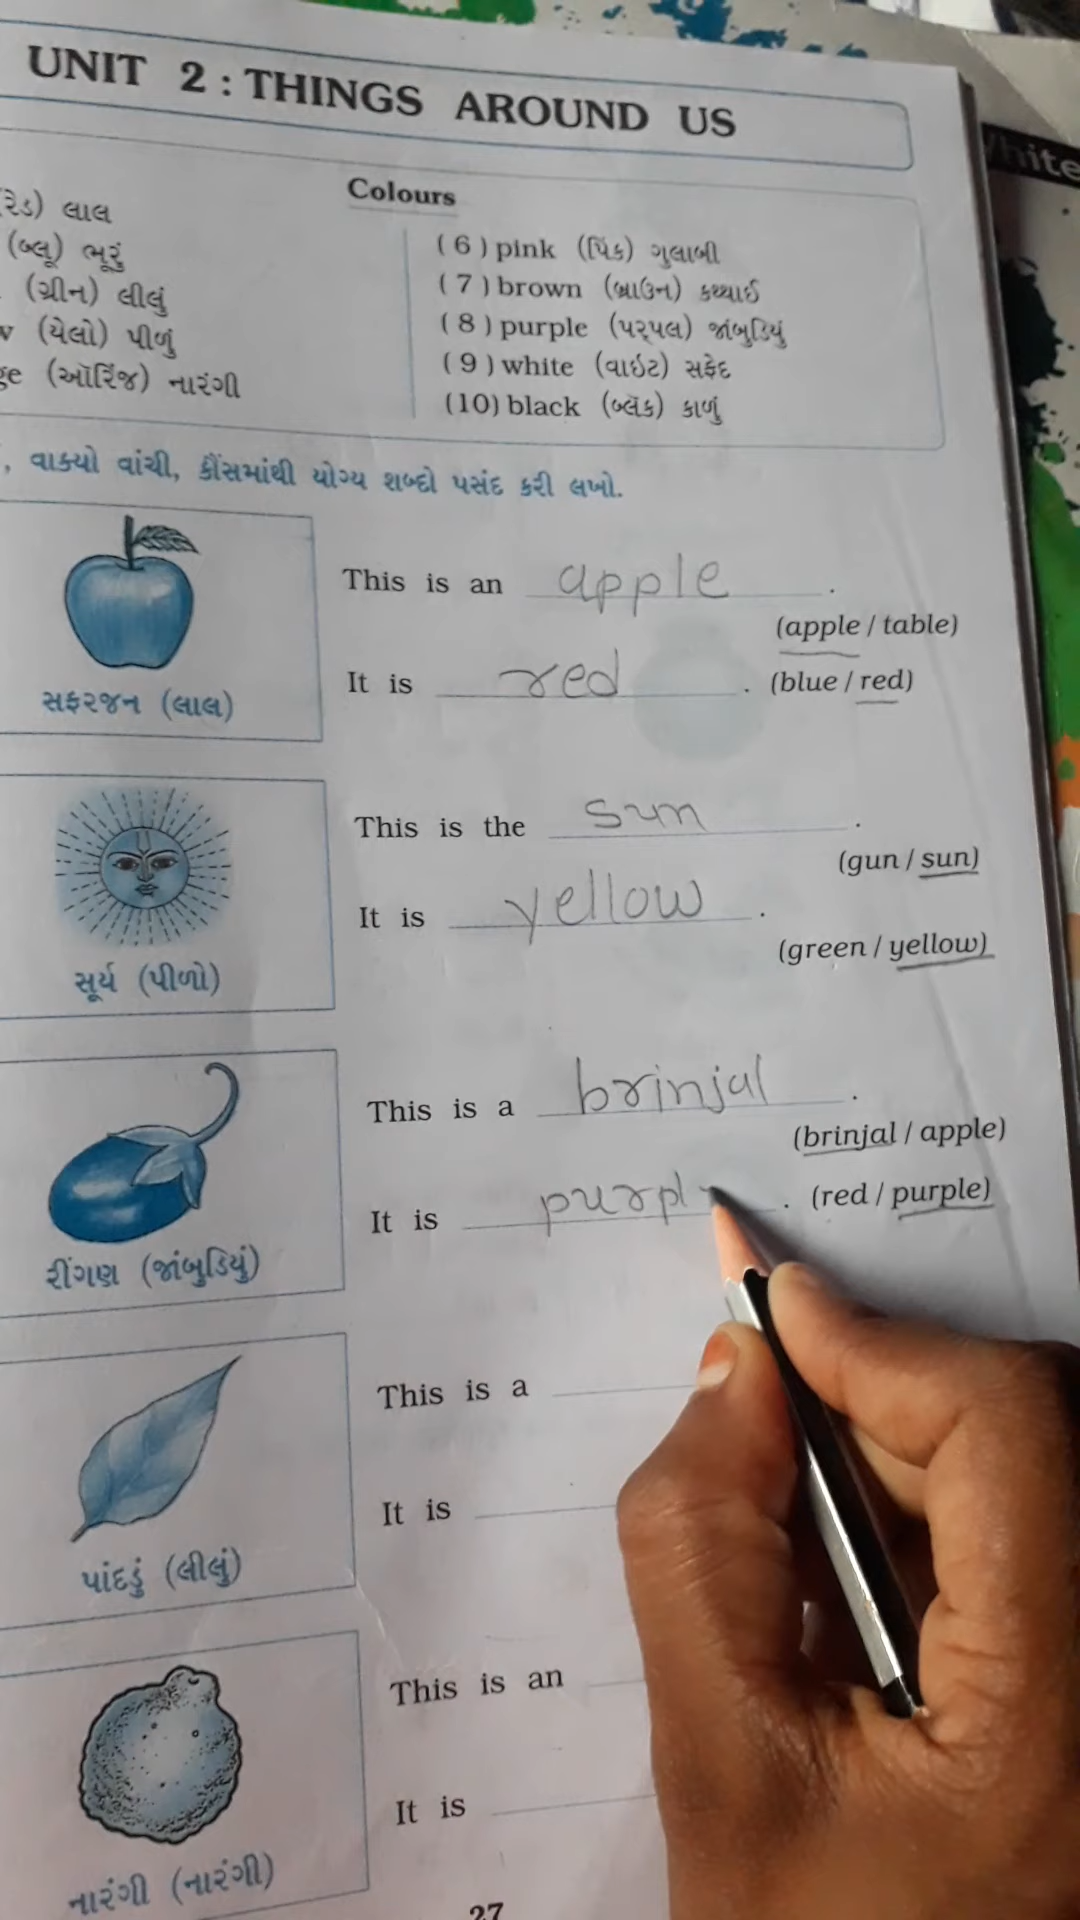 UNIT 2 : THINGS AROUND US
Colours
(રેડ) લાલ
(બ્લૂ) ભૂરું
(ગ્રીન) લીલું
(યેલો) પીળું
(ઑરિંજ) નારંગી
( 6 ) pink (પિંક) ગુલાબી
( 7 ) brown (બ્રાઉન) કથ્થાઈ
( 8 ) purple (પર્પલ) જાંબુડિયું
( 9 ) white (વાઇટ) સફેદ
(10) black (બ્લૅક) કાળું
, વાક્યો વાંચી, કૌંસમાંથી યોગ્ય શબ્દો પસંદ કરી લખો.
This is an apple .
(apple / table)
It is red . (blue / red)
સફરજન (લાલ)
This is the sun .
(gun / sun)
It is yellow .
(green / yellow)
સૂર્ય (પીળો)
This is a brinjal .
(brinjal / apple)
It is purpl . (red / purple)
રીંગણ (જાંબુડિયું)
This is a
It is
પાંદડું (લીલું)
This is an
It is
નારંગી (નારંગી)
27